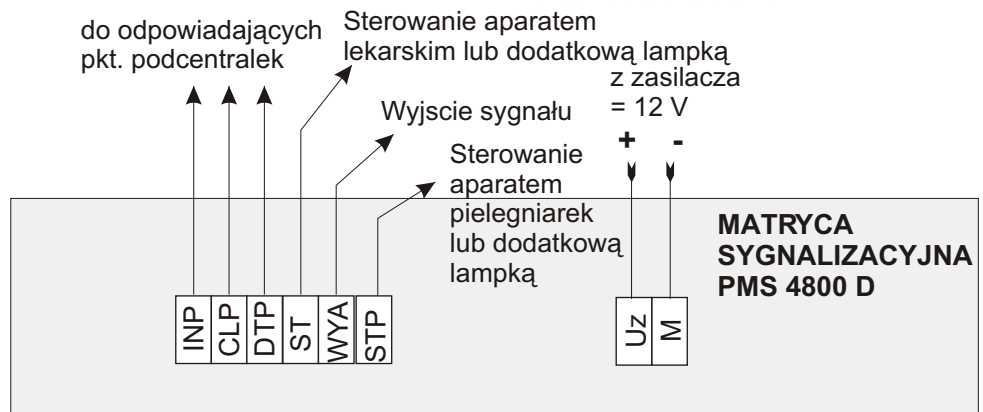 do odpowiadających
pkt. podcentralek
Sterowanie aparatem
lekarskim lub dodatkową lampką
z zasilacza
= 12 V
+ -
Wyjscie sygnału
Sterowanie
aparatem
pielegniarek
lub dodatkową
lampką
MATRYCA
SYGNALIZACYJNA
PMS 4800 D
INP
CLP
DTP
ST
WYA
STP
Uz
M